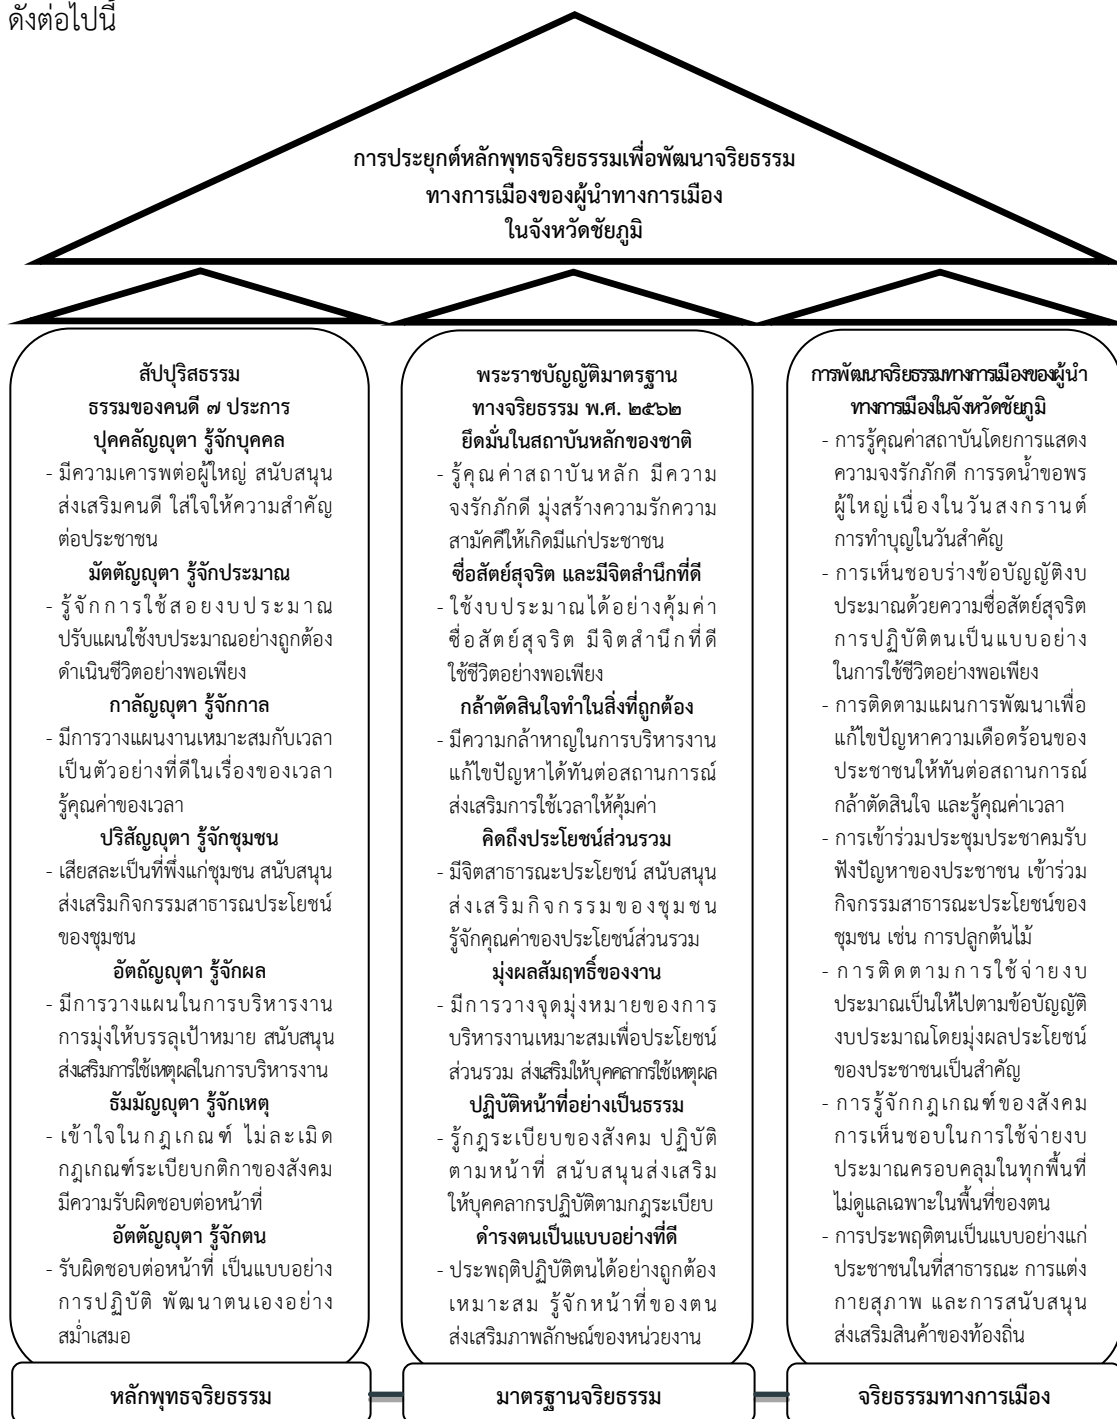 ดังต่อไปนี้
การประยุกต์หลักพุทธจริยธรรมเพื่อพัฒนาจริยธรรม
ทางการเมืองของผู้นำทางการเมือง
ในจังหวัดชัยภูมิ
สัปปุริสธรรม
ธรรมของคนดี ๗ ประการ
ปุคคลัญญุตา รู้จักบุคคล
- มีความเคารพต่อผู้ใหญ่ สนับสนุน
ส่งเสริมคนดี ใส่ใจให้ความสำคัญ
ต่อประชาชน
มัตตัญญุตา รู้จักประมาณ
- รู้จักการใช้สอยงบประมาณ
ปรับแผนใช้งบประมาณอย่างถูกต้อง
ดำเนินชีวิตอย่างพอเพียง
กาลัญญุตา รู้จักกาล
- มีการวางแผนงานเหมาะสมกับเวลา
เป็นตัวอย่างที่ดีในเรื่องของเวลา
รู้คุณค่าของเวลา
ปริสัญญุตา รู้จักชุมชน
- เสียสละเป็นที่พึ่งแก่ชุมชน สนับสนุน
ส่งเสริมกิจกรรมสาธารณประโยชน์
ของชุมชน
อัตถัญญุตา รู้จักผล
- มีการวางแผนในการบริหารงาน
การมุ่งให้บรรลุเป้าหมาย สนับสนุน
ส่งเสริมการใช้เหตุผลในการบริหารงาน
ธัมมัญญุตา รู้จักเหตุ
- เข้าใจในกฎเกณฑ์ ไม่ละเมิด
กฎเกณฑ์ระเบียบกติกาของสังคม
มีความรับผิดชอบต่อหน้าที่
อัตตัญญุตา รู้จักตน
- รับผิดชอบต่อหน้าที่ เป็นแบบอย่าง
การปฏิบัติ พัฒนาตนเองอย่าง
สม่ำเสมอ
หลักพุทธจริยธรรม
พระราชบัญญัติมาตรฐาน
ทางจริยธรรม พ.ศ. ๒๕๖๒
ยึดมั่นในสถาบันหลักของชาติ
- รู้คุณค่าสถาบันหลัก มีความ
จงรักภักดี มุ่งสร้างความรักความ
สามัคคีให้เกิดมีแก่ประชาชน
ซื่อสัตย์สุจริต และมีจิตสำนึกที่ดี
- ใช้งบประมาณได้อย่างคุ้มค่า
ซื่อสัตย์สุจริต มีจิตสำนึกที่ดี
ใช้ชีวิตอย่างพอเพียง
กล้าตัดสินใจทำในสิ่งที่ถูกต้อง
- มีความกล้าหาญในการบริหารงาน
แก้ไขปัญหาได้ทันต่อสถานการณ์
ส่งเสริมการใช้เวลาให้คุ้มค่า
คิดถึงประโยชน์ส่วนรวม
- มีจิตสาธารณะประโยชน์ สนับสนุน
ส่งเสริมกิจกรรมของชุมชน
รู้จักคุณค่าของประโยชน์ส่วนรวม
มุ่งผลสัมฤทธิ์ของงาน
- มีการวางจุดมุ่งหมายของการ
บริหารงานเหมาะสมเพื่อประโยชน์
ส่วนรวม ส่งเสริมให้บุคคลากรใช้เหตุผล
ปฏิบัติหน้าที่อย่างเป็นธรรม
- รู้กฎระเบียบของสังคม ปฏิบัติ
ตามหน้าที่ สนับสนุนส่งเสริม
ให้บุคคลากรปฏิบัติตามกฎระเบียบ
ดำรงตนเป็นแบบอย่างที่ดี
- ประพฤติปฏิบัติตนได้อย่างถูกต้อง
เหมาะสม รู้จักหน้าที่ของตน
ส่งเสริมภาพลักษณ์ของหน่วยงาน
มาตรฐานจริยธรรม
การพัฒนาจริยธรรมทางการเมืองของผู้นำ
ทางการเมืองในจังหวัดชัยภูมิ
- การรู้คุณค่าสถาบันโดยการแสดง
ความจงรักภักดี การรดน้ำขอพร
ผู้ใหญ่เนื่องในวันสงกรานต์
การทำบุญในวันสำคัญ
- การเห็นชอบร่างข้อบัญญัติงบ
ประมาณด้วยความซื่อสัตย์สุจริต
การปฏิบัติตนเป็นแบบอย่าง
ในการใช้ชีวิตอย่างพอเพียง
- การติดตามแผนการพัฒนาเพื่อ
แก้ไขปัญหาความเดือดร้อนของ
ประชาชนให้ทันต่อสถานการณ์
กล้าตัดสินใจ และรู้คุณค่าเวลา
- การเข้าร่วมประชุมประชาคมรับ
ฟังปัญหาของประชาชน เข้าร่วม
กิจกรรมสาธารณะประโยชน์ของ
ชุมชน เช่น การปลูกต้นไม้
- การติดตามการใช้จ่ายงบ
ประมาณเป็นให้ไปตามข้อบัญญัติ
งบประมาณโดยมุ่งผลประโยชน์
ของประชาชนเป็นสำคัญ
- การรู้จักกฎเกณฑ์ของสังคม
การเห็นชอบในการใช้จ่ายงบ
ประมาณครอบคลุมในทุกพื้นที่
ไม่ดูแลเฉพาะในพื้นที่ของตน
- การประพฤติตนเป็นแบบอย่างแก่
ประชาชนในที่สาธารณะ การแต่ง
กายสุภาพ และการสนับสนุน
ส่งเสริมสินค้าของท้องถิ่น
จริยธรรมทางการเมือง